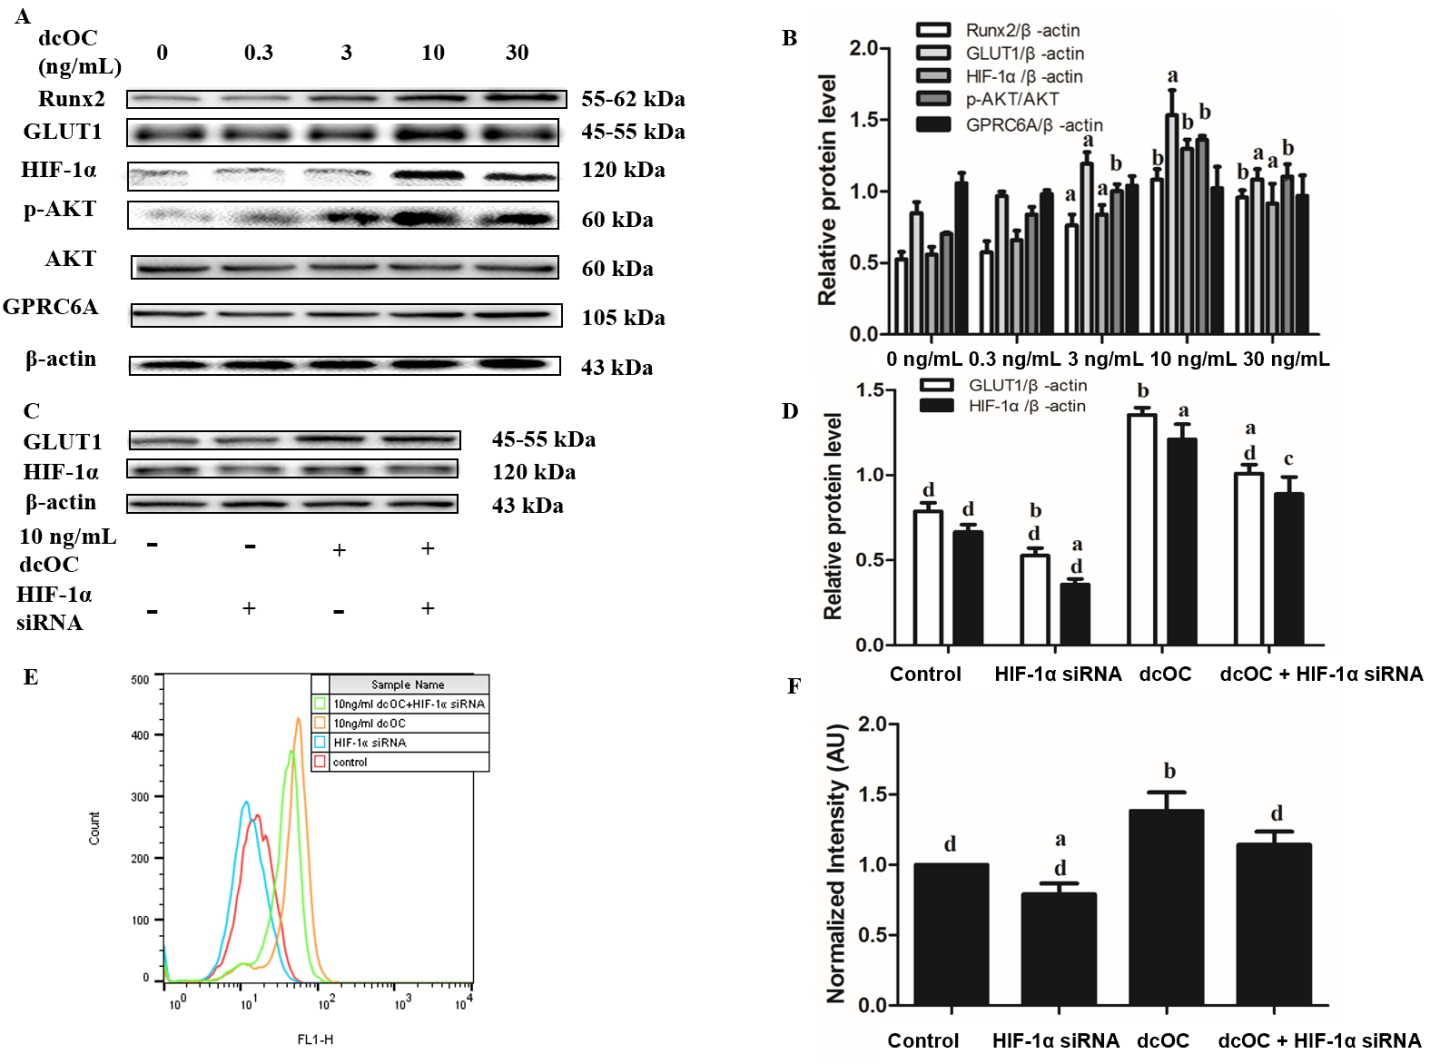 A
dcOC
(ng/mL)
0 0.3 3 10 30
Runx2 55-62 kDa
GLUT1 45-55 kDa
HIF-1α 120 kDa
p-AKT 60 kDa
AKT 60 kDa
GPRC6A 105 kDa
β-actin 43 kDa
B
Runx2/β -actin
GLUT1/β -actin
HIF-1α /β -actin
p-AKT/AKT
GPRC6A/β -actin
Relative protein level
2.0
1.5
1.0
0.5
0.0
a a a b
b a b b
b a a b
0 ng/mL 0.3 ng/mL 3 ng/mL 10 ng/mL 30 ng/mL
C
GLUT1 45-55 kDa
HIF-1α 120 kDa
β-actin 43 kDa
10 ng/mL
dcOC
- - + +
HIF-1α
siRNA
- + - +
D
GLUT1/β -actin
HIF-1α /β -actin
Relative protein level
1.5
1.0
0.5
0.0
d d
b a
d d
b a
a
d c
Control HIF-1α siRNA dcOC dcOC + HIF-1α siRNA
E
Sample Name
10ng/ml dcOC+HIF-1α siRNA
10ng/ml dcOC
HIF-1α siRNA
control
Count
500
400
300
200
100
0
10⁰ 10¹ 10² 10³ 10⁴
FL1-H
F
Normalized Intensity (AU)
2.0
1.5
1.0
0.5
0.0
d
a
d
b
d
Control HIF-1α siRNA dcOC dcOC + HIF-1α siRNA